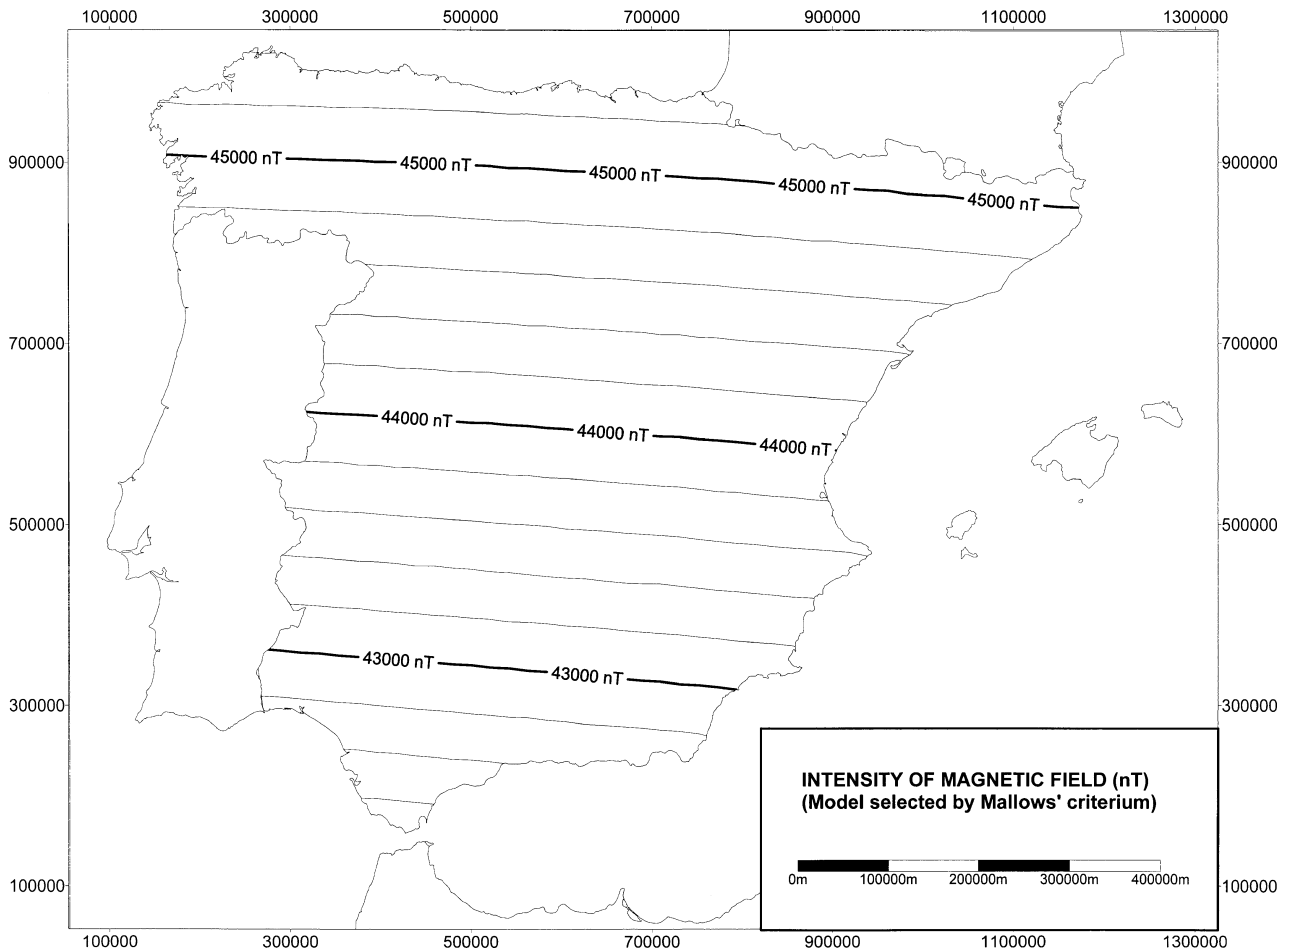 100000 300000 500000 700000 900000 1100000 1300000
45000 nT 45000 nT 45000 nT 45000 nT 45000 nT
900000 900000
700000 700000
44000 nT 44000 nT 44000 nT
500000 500000
43000 nT 43000 nT
300000 300000
INTENSITY OF MAGNETIC FIELD (nT)
(Model selected by Mallows' criterium)
0m 100000m 200000m 300000m 400000m
100000 100000
100000 300000 500000 700000 900000 1100000 1300000